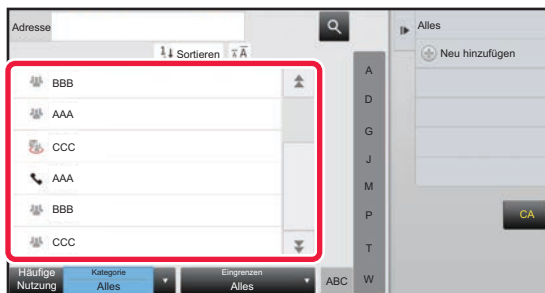 Adresse
Sortieren
BBB
AAA
CCC
AAA
BBB
CCC
A
D
G
J
M
P
T
W
Häufige
Nutzung
Kategorie
Alles
Eingrenzen
Alles
ABC
Alles
Neu hinzufügen
CA